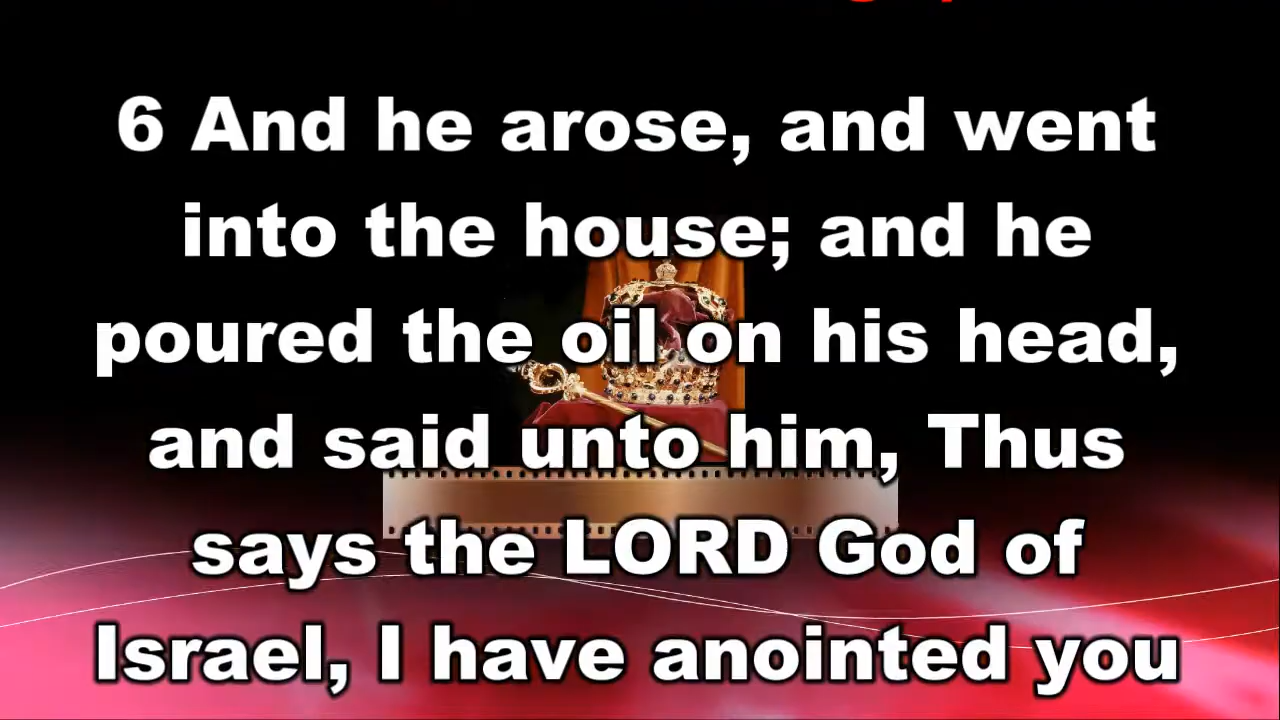 6 And he arose, and went
into the house; and he
poured the oil on his head,
and said unto him, Thus
says the LORD God of
Israel, I have anointed you